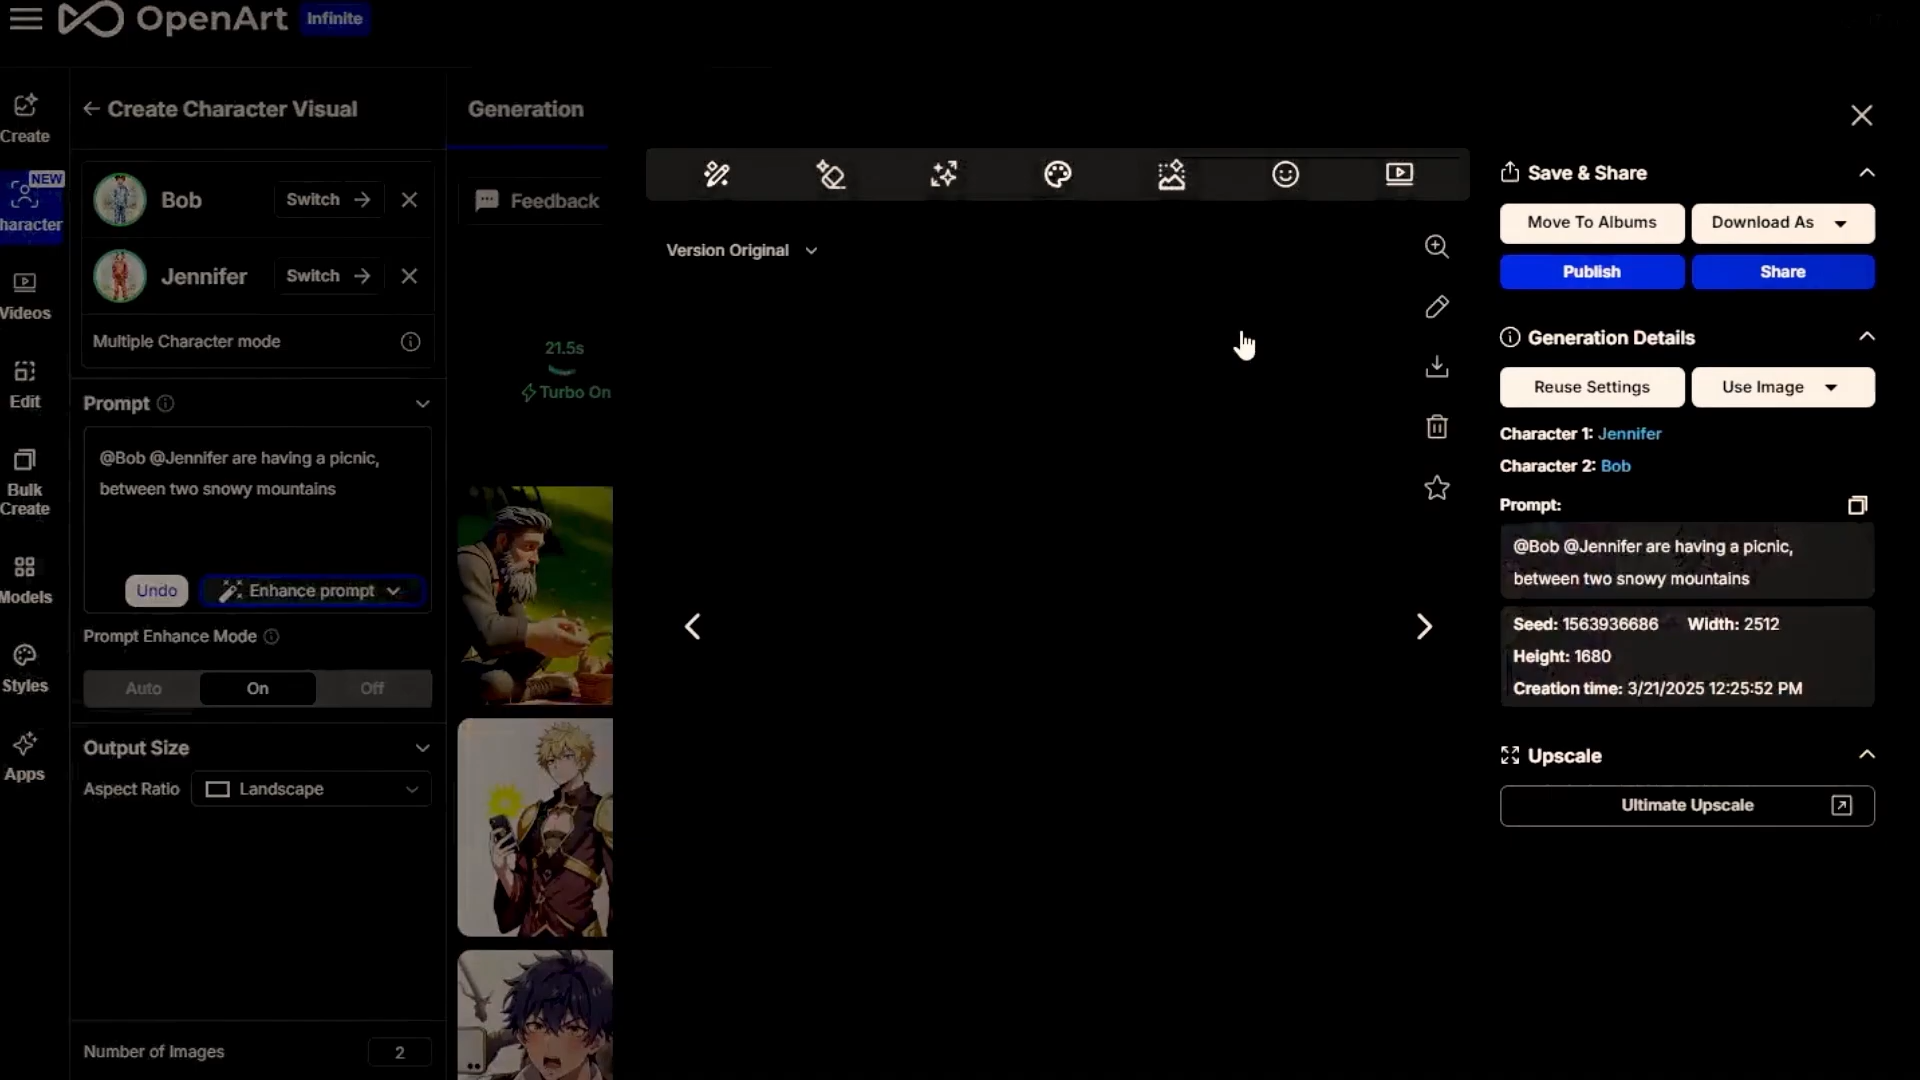 OpenArt Infinite
Create
NEW
haracter
Videos
Edit
Bulk
Create
Models
Styles
Apps
Create Character Visual
Bob Switch
Jennifer Switch
Multiple Character mode
Prompt
@Bob @Jennifer are having a picnic,
between two snowy mountains
Undo Enhance prompt
Prompt Enhance Mode
Auto On Off
Output Size
Aspect Ratio Landscape
Number of Images 2
Generation
Feedback
21.5s
Turbo On
Version Original
Save & Share
Move To Albums Download As
Publish Share
Generation Details
Reuse Settings Use Image
Character 1: Jennifer
Character 2: Bob
Prompt:
@Bob @Jennifer are having a picnic,
between two snowy mountains
Seed: 1563936686 Width: 2512
Height: 1680
Creation time: 3/21/2025 12:25:52 PM
Upscale
Ultimate Upscale